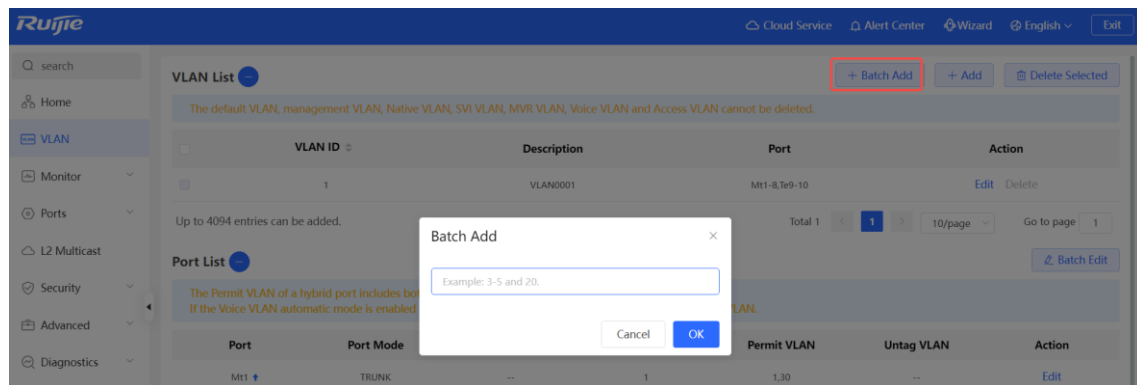 Ruijie
Cloud Service Alert Center Wizard English Exit
search
Home
VLAN
Monitor
Ports
L2 Multicast
Security
Advanced
Diagnostics
VLAN List
+ Batch Add + Add Delete Selected
The default VLAN, management VLAN, Native VLAN, SVI VLAN, MVR VLAN, Voice VLAN and Access VLAN cannot be deleted.
VLAN ID Description Port Action
1 VLAN0001 Mt1-8,Te9-10 Edit Delete
Up to 4094 entries can be added.
Total 1 < 1 > 10/page Go to page 1
Batch Add ×
Example: 3-5 and 20.
Cancel OK
Port List
Batch Edit
The Permit VLAN of a hybrid port includes
If the Voice VLAN automatic mode is enabled
VLAN.
Port Port Mode Permit VLAN Untag VLAN Action
Mt1 TRUNK -- 1 1,30 -- Edit